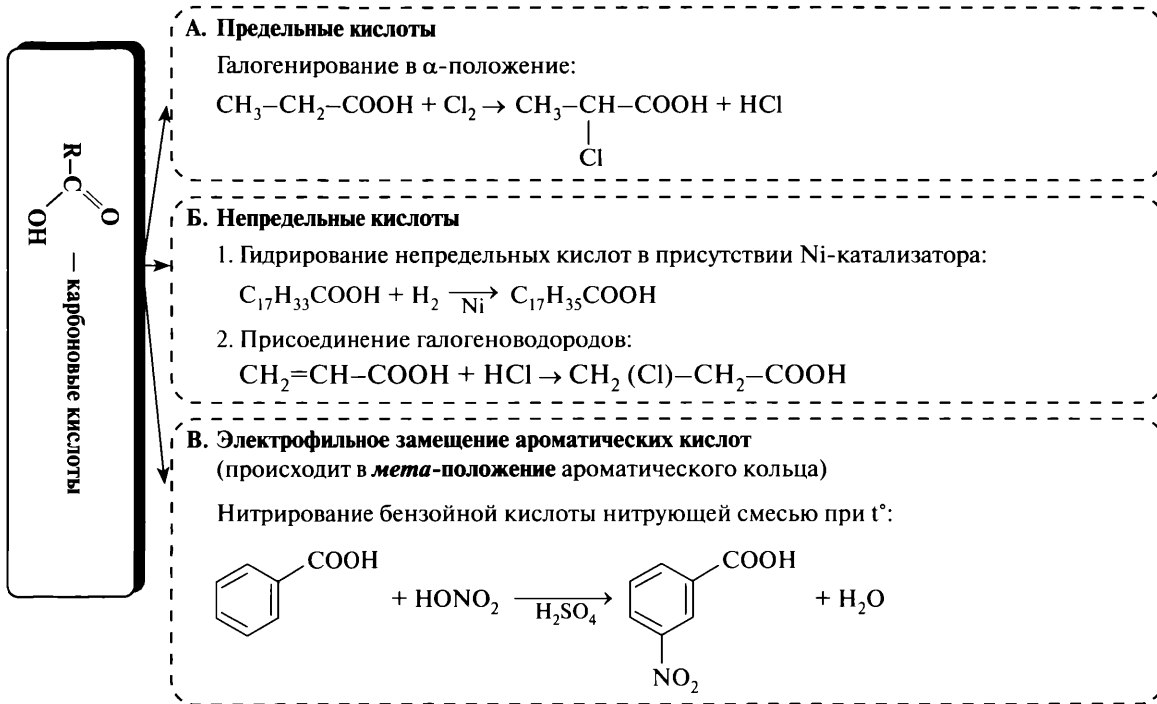 R–C
O
OH
— карбоновые кислоты
А. Предельные кислоты
Галогенирование в α-положение:
CH₃–CH₂–COOH + Cl₂ → CH₃–CH–COOH + HCl
Cl
Б. Непредельные кислоты
1. Гидрирование непредельных кислот в присутствии Ni-катализатора:
C₁₇H₃₃COOH + H₂ →
Ni
C₁₇H₃₅COOH
2. Присоединение галогеноводородов:
CH₂=CH–COOH + HCl → CH₂ (Cl)–CH₂–COOH
В. Электрофильное замещение ароматических кислот
(происходит в мета-положение ароматического кольца)
Нитрирование бензойной кислоты нитрующей смесью при t°:
COOH
+ HONO₂ →
H₂SO₄
COOH
NO₂
+ H₂O